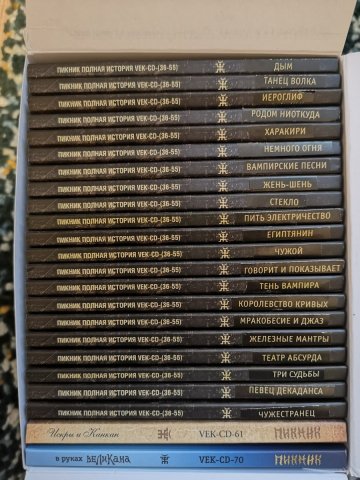 ПИКНИК ПОЛНАЯ ИСТОРИЯ VEK-CD-(36-55) ДЫМ
ПИКНИК ПОЛНАЯ ИСТОРИЯ VEK-CD-(36-55) ТАНЕЦ ВОЛКА
ПИКНИК ПОЛНАЯ ИСТОРИЯ VEK-CD-(36-55) ИЕРОГЛИФ
ПИКНИК ПОЛНАЯ ИСТОРИЯ VEK-CD-(36-55) РОДОМ НИОТКУДА
ПИКНИК ПОЛНАЯ ИСТОРИЯ VEK-CD-(36-55) ХАРАКИРИ
ПИКНИК ПОЛНАЯ ИСТОРИЯ VEK-CD-(36-55) НЕМНОГО ОГНЯ
ПИКНИК ПОЛНАЯ ИСТОРИЯ VEK-CD-(36-55) ВАМПИРСКИЕ ПЕСНИ
ПИКНИК ПОЛНАЯ ИСТОРИЯ VEK-CD-(36-55) ЖЕНЬ-ШЕНЬ
ПИКНИК ПОЛНАЯ ИСТОРИЯ VEK-CD-(36-55) СТЕКЛО
ПИКНИК ПОЛНАЯ ИСТОРИЯ VEK-CD-(36-55) ПИТЬ ЭЛЕКТРИЧЕСТВО
ПИКНИК ПОЛНАЯ ИСТОРИЯ VEK-CD-(36-55) ЕГИПТЯНИН
ПИКНИК ПОЛНАЯ ИСТОРИЯ VEK-CD-(36-55) ЧУЖОЙ
ПИКНИК ПОЛНАЯ ИСТОРИЯ VEK-CD-(36-55) ГОВОРИТ И ПОКАЗЫВАЕТ
ПИКНИК ПОЛНАЯ ИСТОРИЯ VEK-CD-(36-55) ТЕНЬ ВАМПИРА
ПИКНИК ПОЛНАЯ ИСТОРИЯ VEK-CD-(36-55) КОРОЛЕВСТВО КРИВЫХ
ПИКНИК ПОЛНАЯ ИСТОРИЯ VEK-CD-(36-55) МРАКОБЕСИЕ И ДЖАЗ
ПИКНИК ПОЛНАЯ ИСТОРИЯ VEK-CD-(36-55) ЖЕЛЕЗНЫЕ МАНТРЫ
ПИКНИК ПОЛНАЯ ИСТОРИЯ VEK-CD-(36-55) ТЕАТР АБСУРДА
ПИКНИК ПОЛНАЯ ИСТОРИЯ VEK-CD-(36-55) ТРИ СУДЬБЫ
ПИКНИК ПОЛНАЯ ИСТОРИЯ VEK-CD-(36-55) ПЕВЕЦ ДЕКАДАНСА
ПИКНИК ПОЛНАЯ ИСТОРИЯ VEK-CD-(36-55) ЧУЖЕСТРАНЕЦ
Искры и Канкан VEK-CD-61 ПИКНИК
в руках ВЕЛИКАНА VEK-CD-70 ПИКНИК